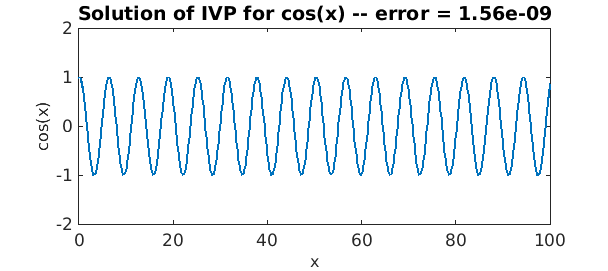 Solution of IVP for cos(x) -- error = 1.56e-09
2
1
0
-1
-2
cos(x)
0 20 40 60 80 100
x